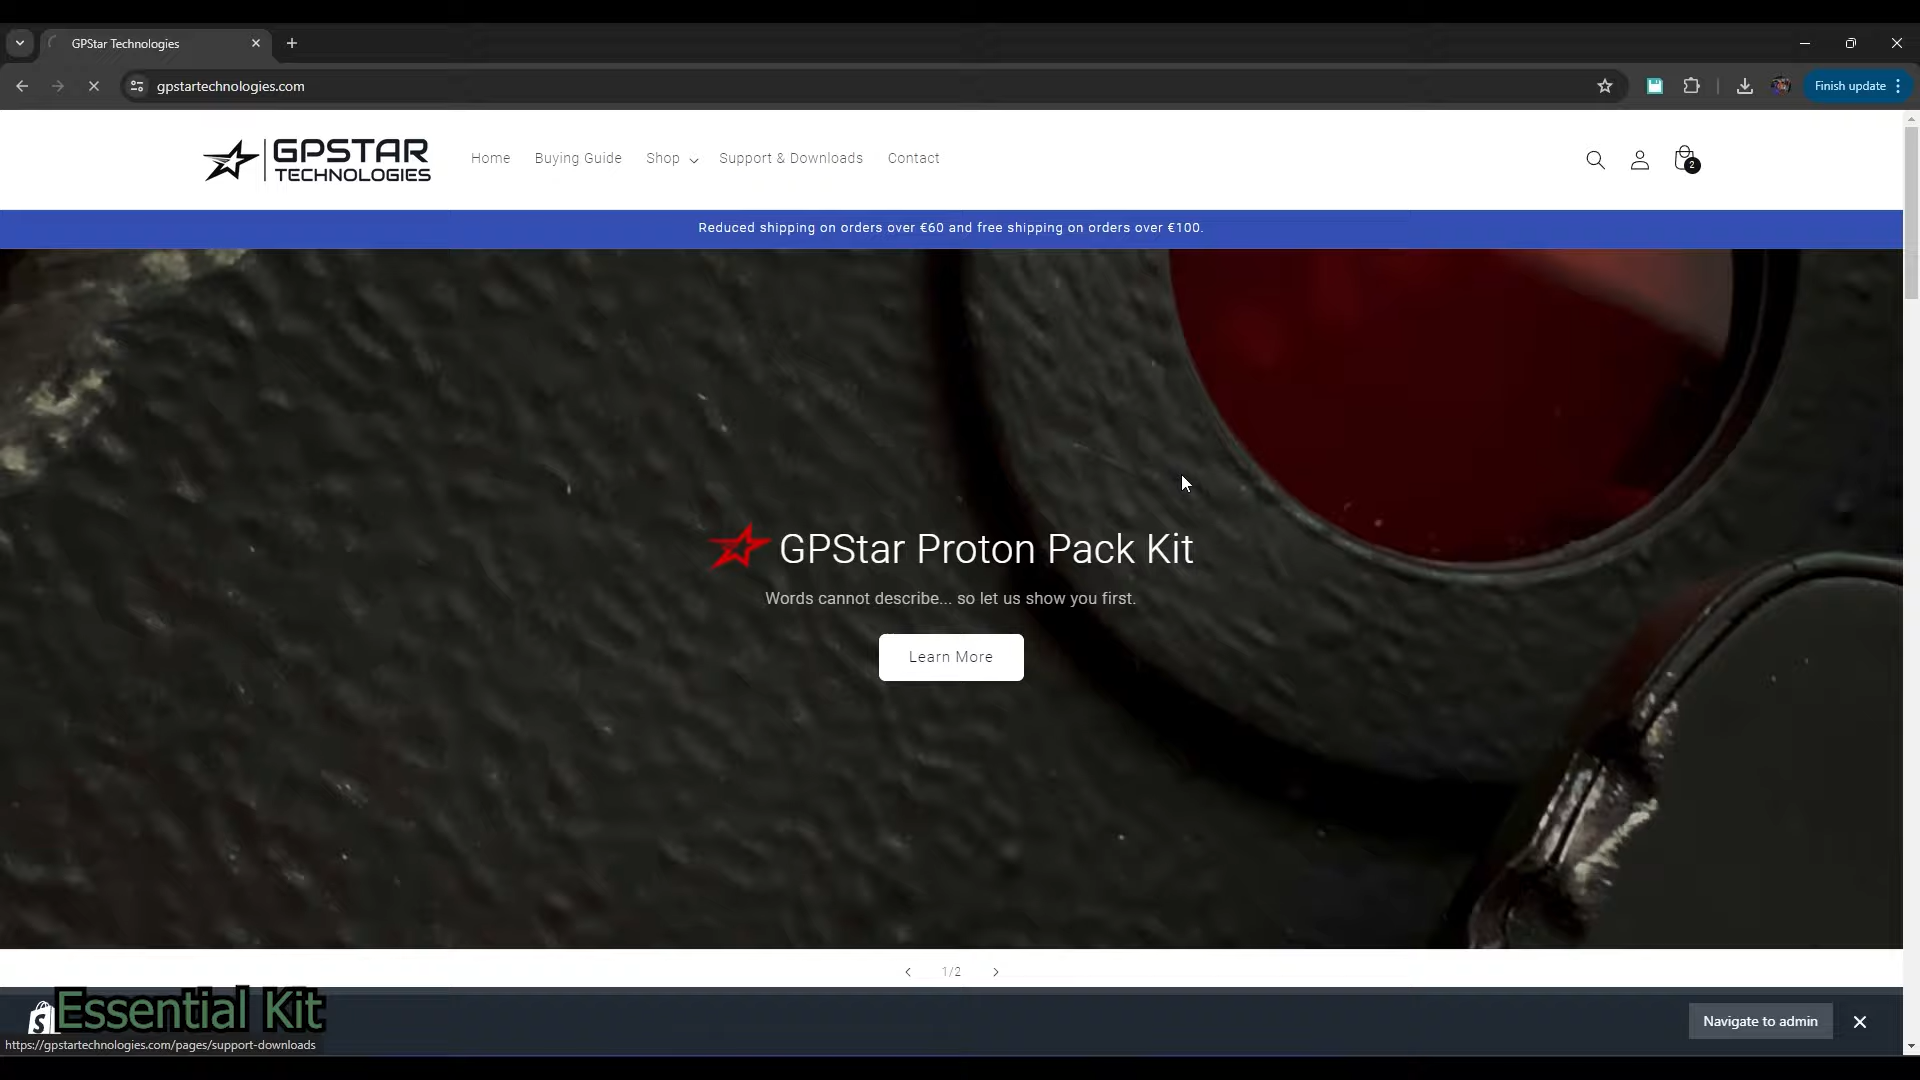 GPStar Technologies
gpstartechnologies.com
Finish update
GPSTAR
TECHNOLOGIES
Home
Buying Guide
Shop
Support & Downloads
Contact
2
Reduced shipping on orders over €60 and free shipping on orders over €100.
GPStar Proton Pack Kit
Words cannot describe... so let us show you first.
Learn More
1/2
Essential Kit
Navigate to admin
https://gpstartechnologies.com/pages/support-downloads